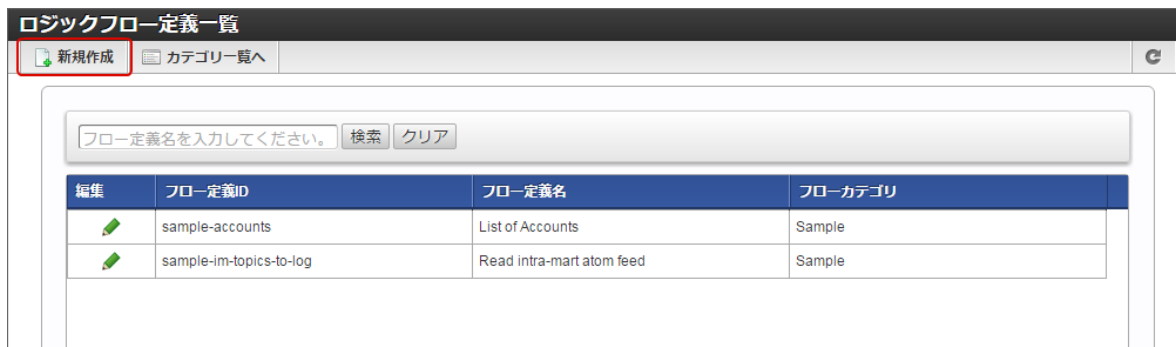 ロジックフロー定義一覧
新規作成 カテゴリ一覧へ
フロー定義名を入力してください。 検索 クリア
編集 フロー定義ID フロー定義名 フローカテゴリ
sample-accounts List of Accounts Sample
sample-im-topics-to-log Read intra-mart atom feed Sample